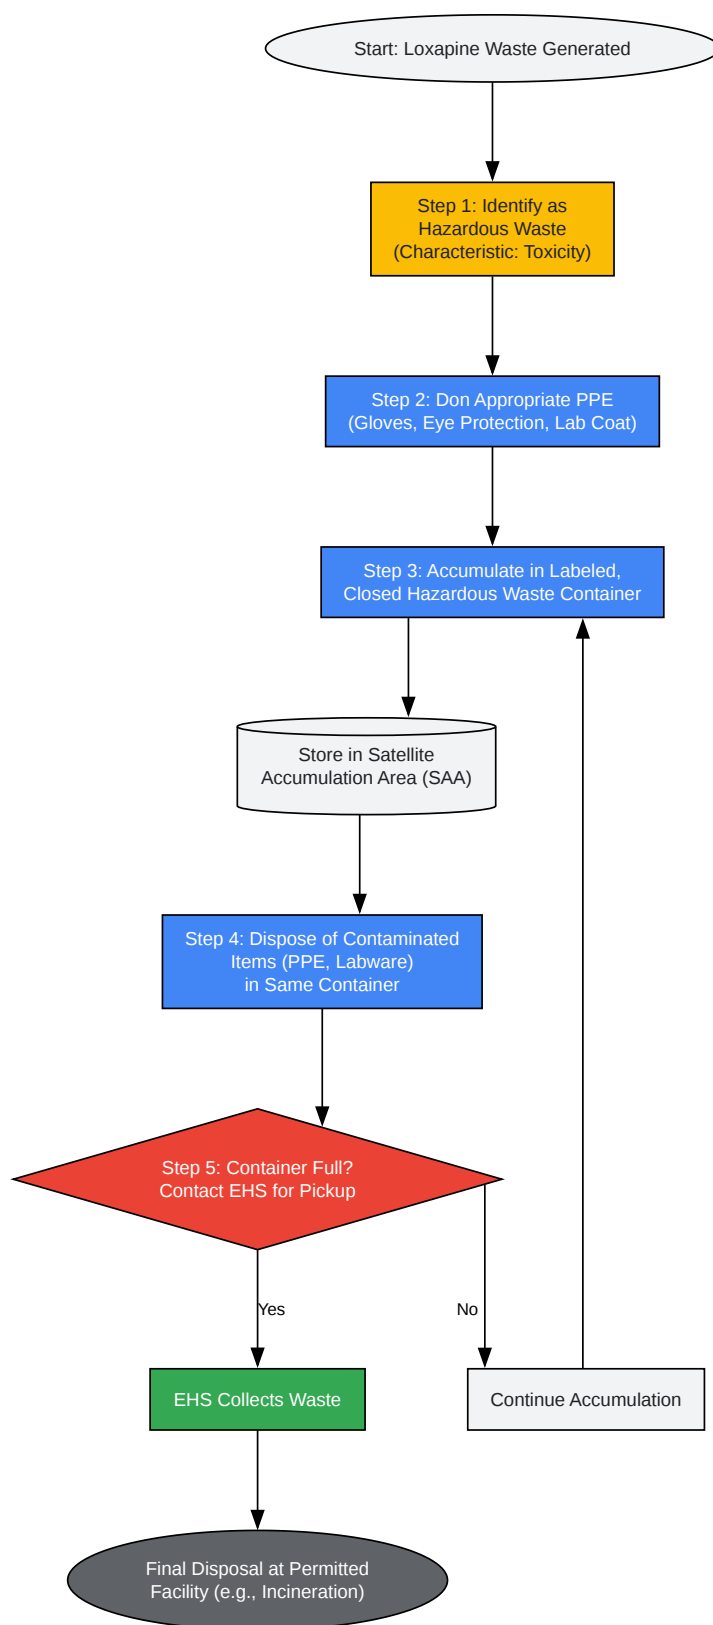 Start: Loxapine Waste Generated
Step 1: Identify as
Hazardous Waste
(Characteristic: Toxicity)
Step 2: Don Appropriate PPE
(Gloves, Eye Protection, Lab Coat)
Step 3: Accumulate in Labeled,
Closed Hazardous Waste Container
Store in Satellite
Accumulation Area (SAA)
Step 4: Dispose of Contaminated
Items (PPE, Labware)
in Same Container
Step 5: Container Full?
Contact EHS for Pickup
Yes
No
EHS Collects Waste
Continue Accumulation
Final Disposal at Permitted
Facility (e.g., Incineration)